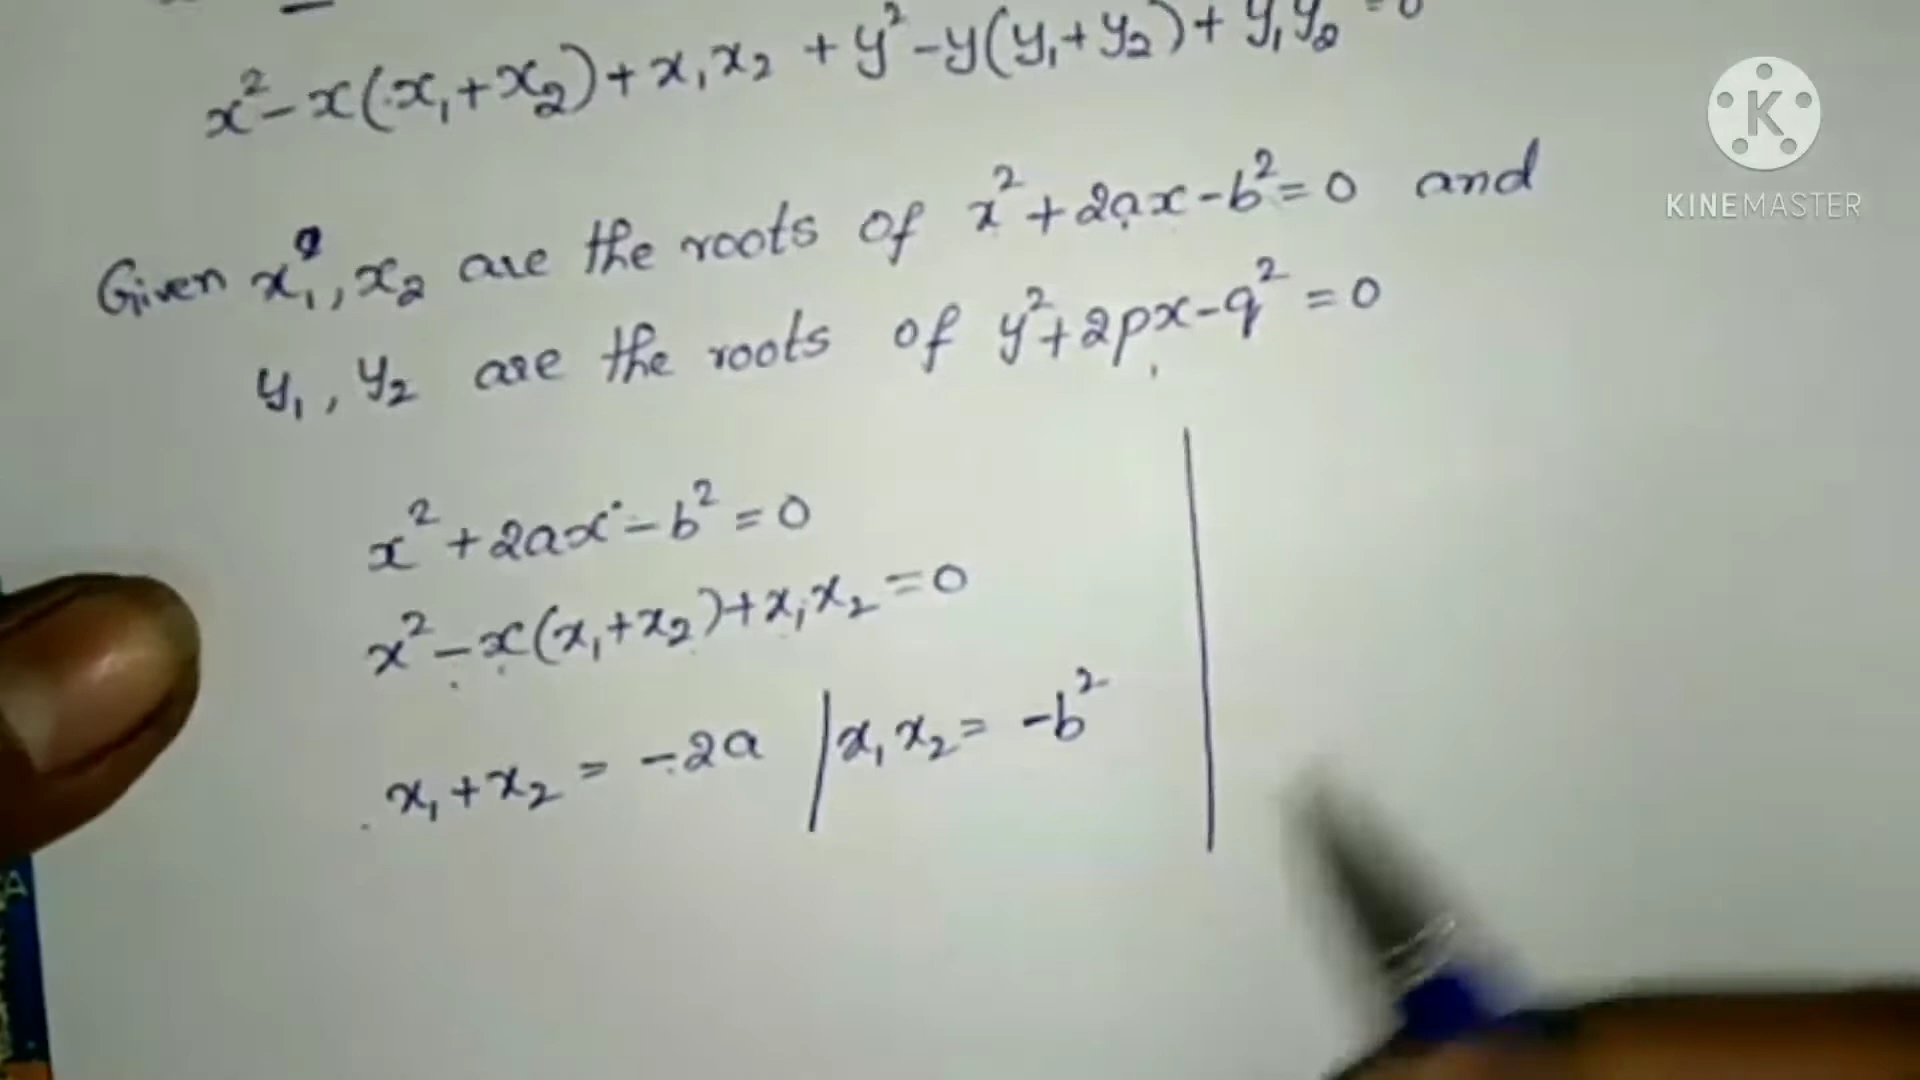 x² - x(x₁+x₂) + x₁x₂ + y² - y(y₁+y₂) + y₁y₂ = 0
K
KINEMASTER
Given x₁, x₂ are the roots of x² + 2ax - b² = 0 and
y₁, y₂ are the roots of y² + 2px - q² = 0
x² + 2ax - b² = 0
x² - x(x₁+x₂) + x₁x₂ = 0
x₁+x₂ = -2a | x₁x₂ = -b²